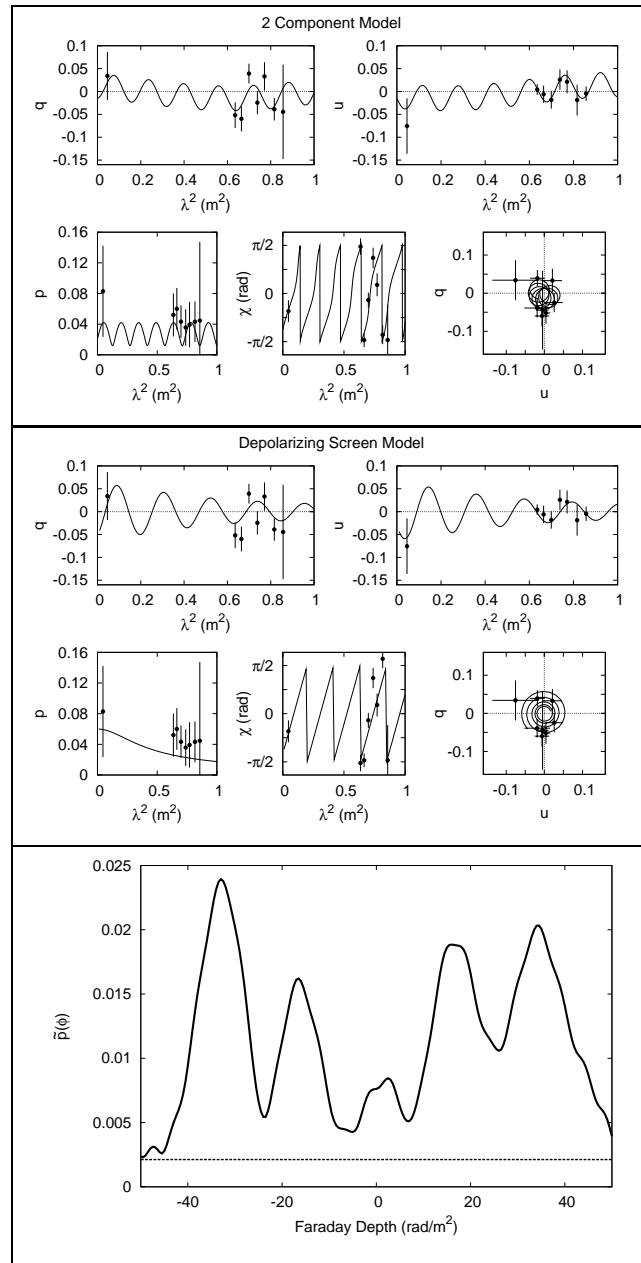 2 Component Model
0.1
0.05
0
-0.05
-0.1
-0.15
q
0 0.2 0.4 0.6 0.8 1
λ² (m²)
0.1
0.05
0
-0.05
-0.1
-0.15
u
0 0.2 0.4 0.6 0.8 1
λ² (m²)
0.16
0.12
0.08
0.04
0
p
0 0.5 1
λ² (m²)
π/2
0
-π/2
χ (rad)
0 0.5 1
λ² (m²)
0.1
0
-0.1
q
-0.1 0 0.1
u
Depolarizing Screen Model
0.1
0.05
0
-0.05
-0.1
-0.15
q
0 0.2 0.4 0.6 0.8 1
λ² (m²)
0.1
0.05
0
-0.05
-0.1
-0.15
u
0 0.2 0.4 0.6 0.8 1
λ² (m²)
0.16
0.12
0.08
0.04
0
p
0 0.5 1
λ² (m²)
π/2
0
-π/2
χ (rad)
0 0.5 1
λ² (m²)
0.1
0
-0.1
q
-0.1 0 0.1
u
0.025
0.02
0.015
0.01
0.005
0
p̃(ϕ)
-40 -20 0 20 40
Faraday Depth (rad/m²)